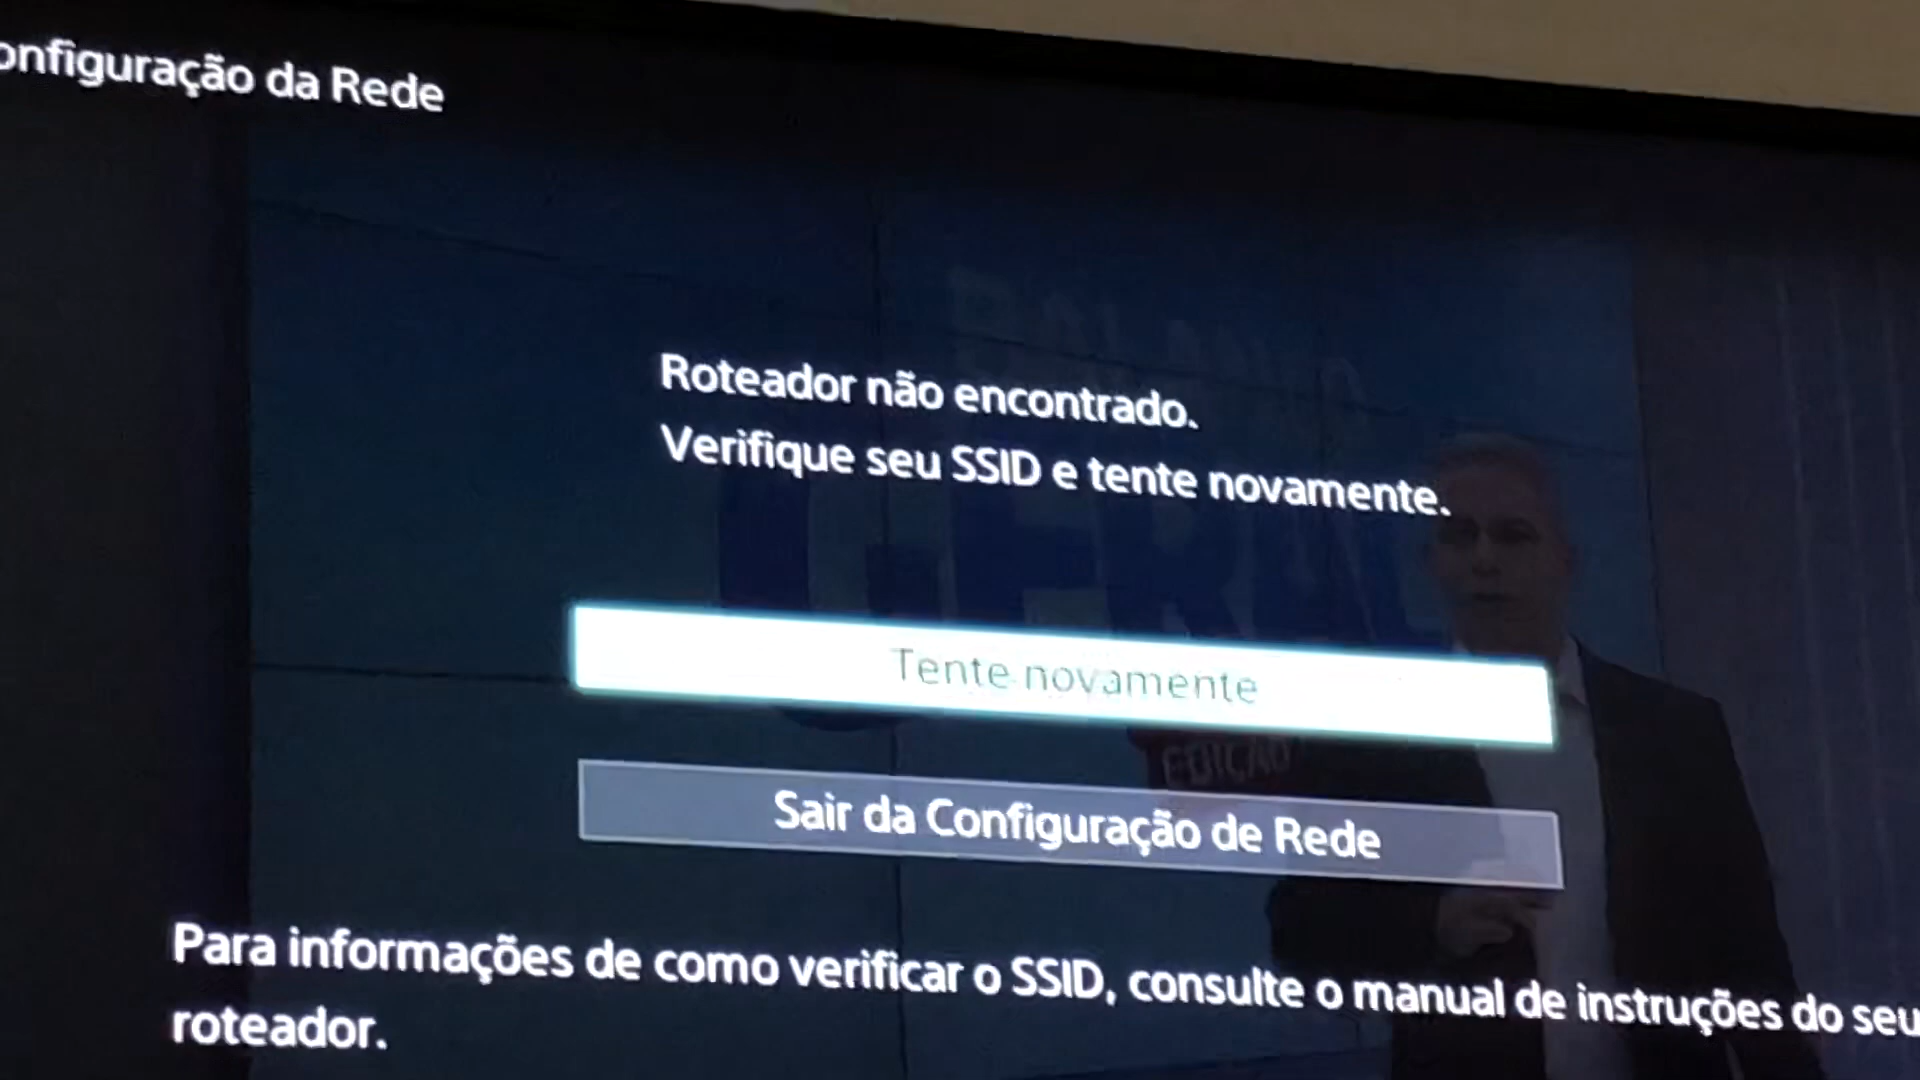 onfiguração da Rede
Roteador não encontrado.
Verifique seu SSID e tente novamente.
Tente novamente
EDIÇÃO
Sair da Configuração de Rede
Para informações de como verificar o SSID, consulte o manual de instruções do seu
roteador.